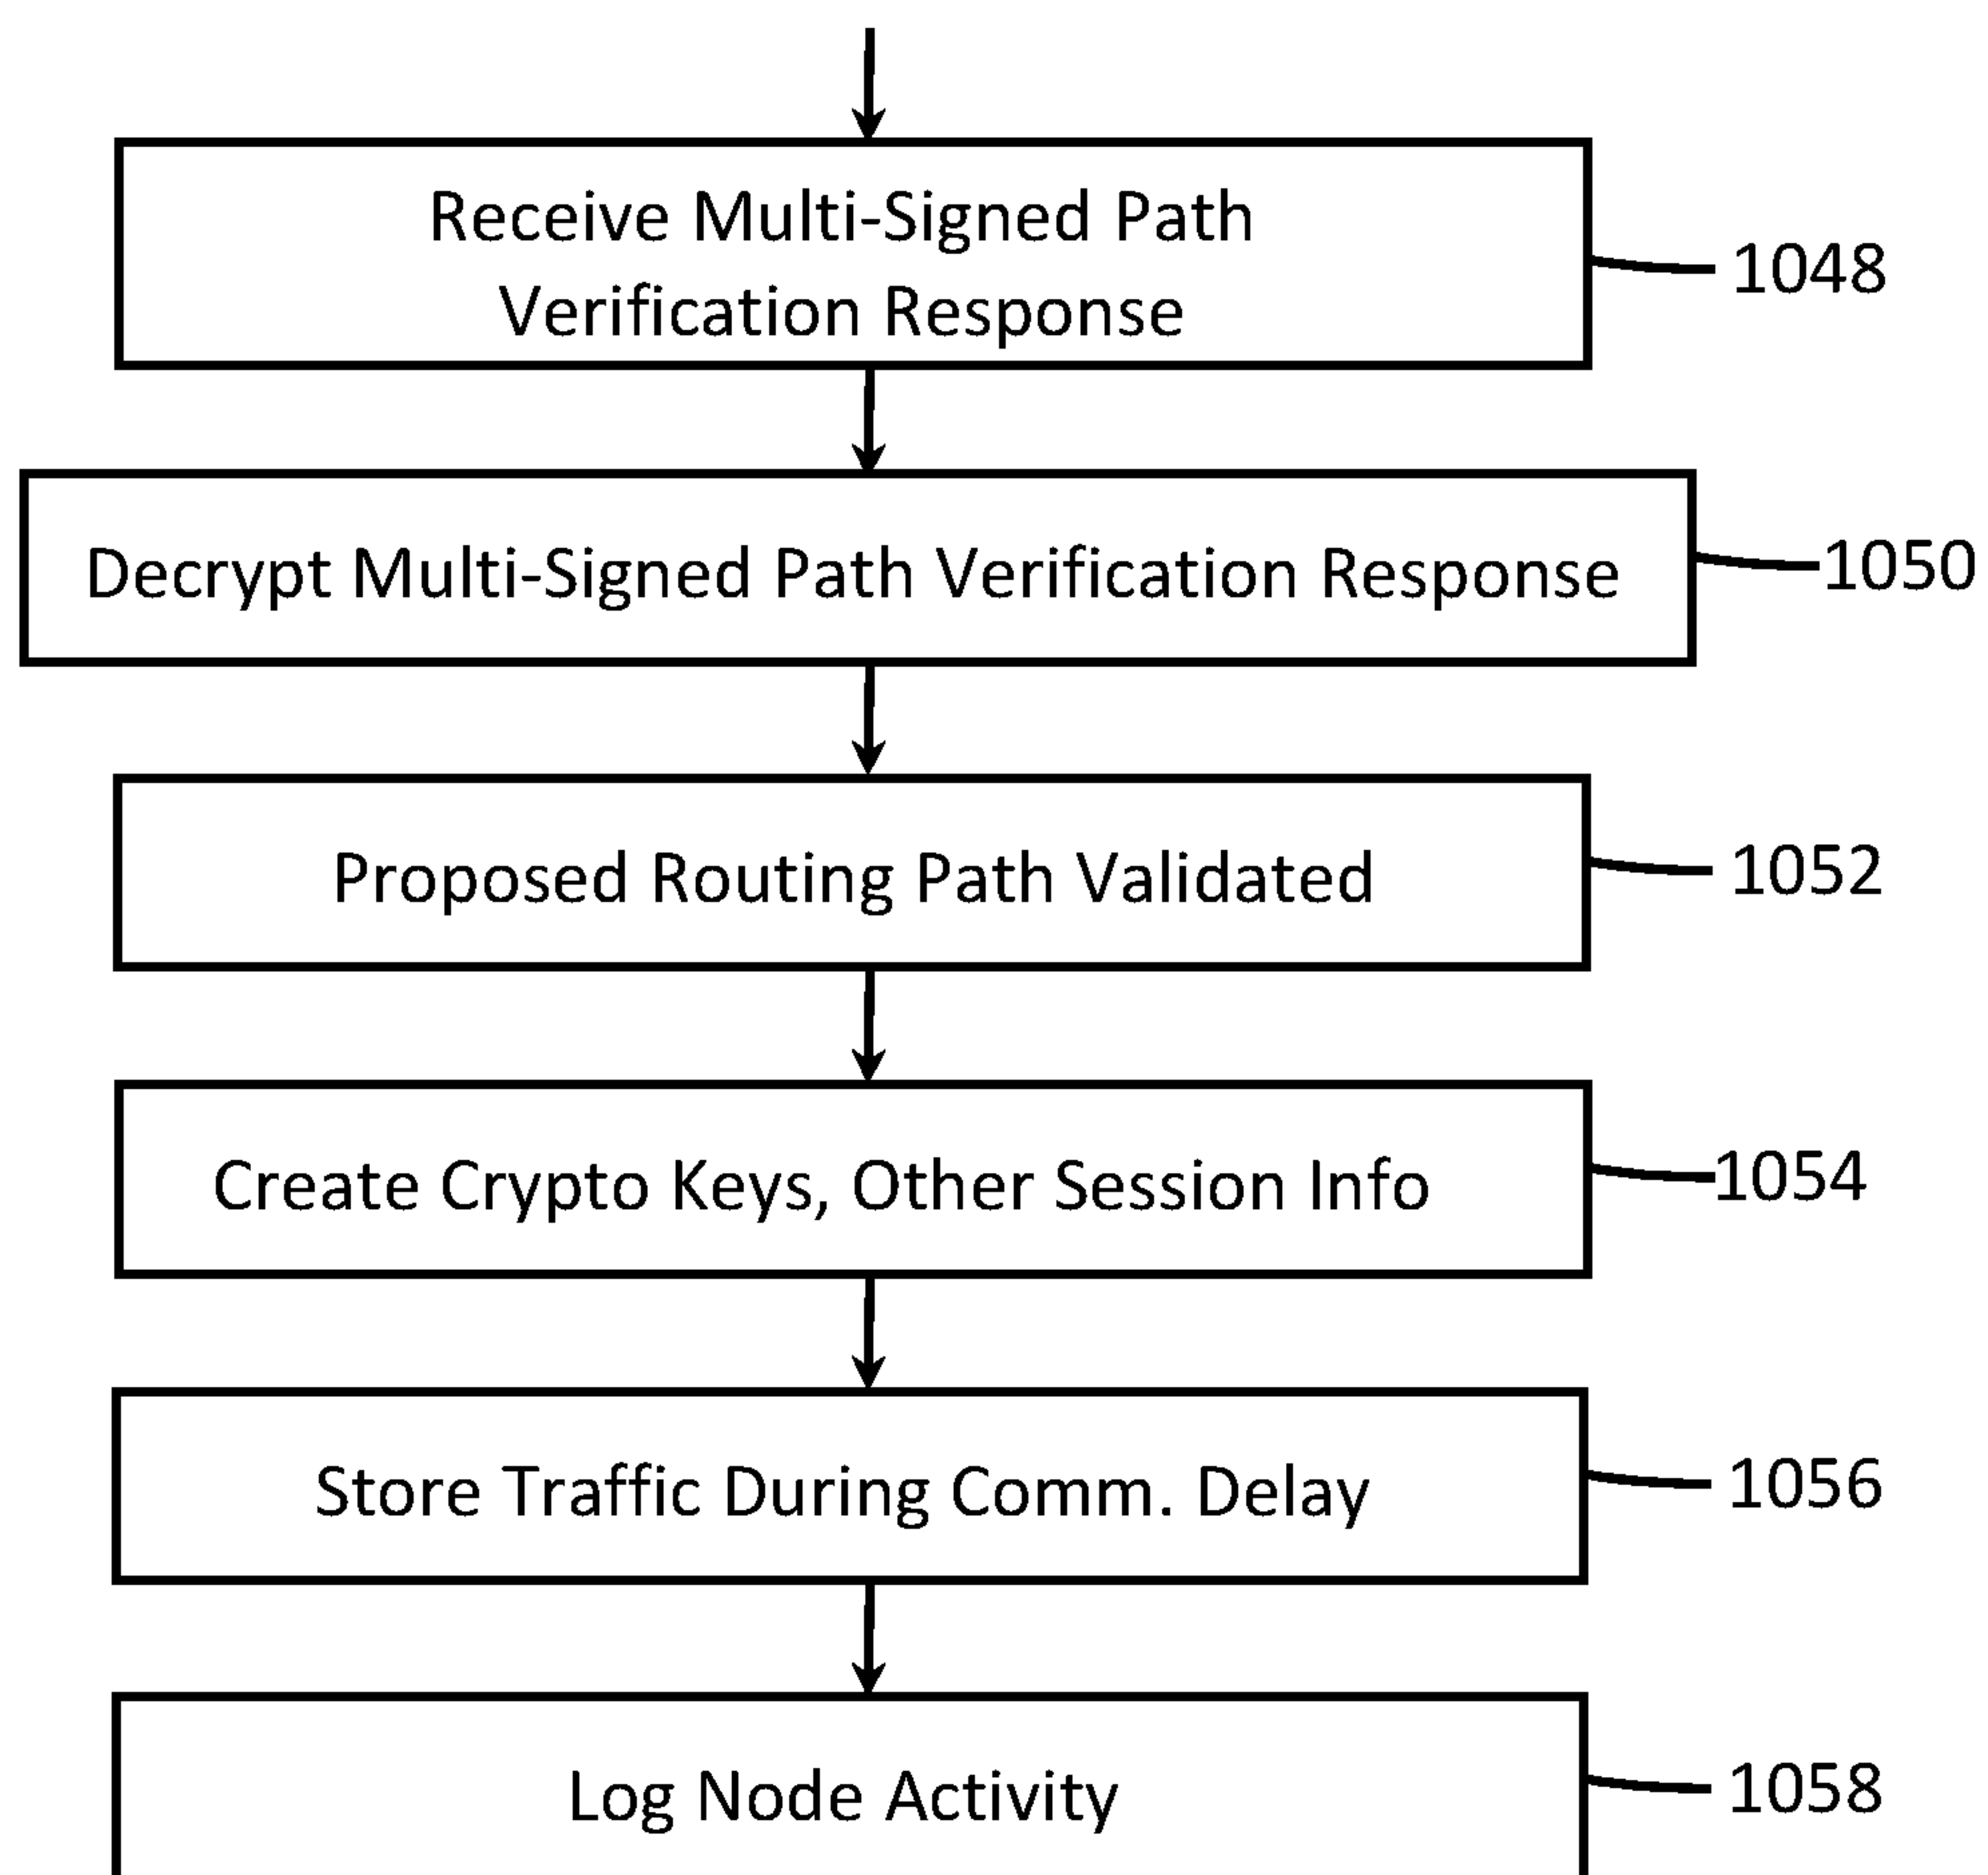 Receive Multi-Signed Path
Verification Response
1048
Decrypt Multi-Signed Path Verification Response
1050
Proposed Routing Path Validated
1052
Create Crypto Keys, Other Session Info
1054
Store Traffic During Comm. Delay
1056
Log Node Activity
1058